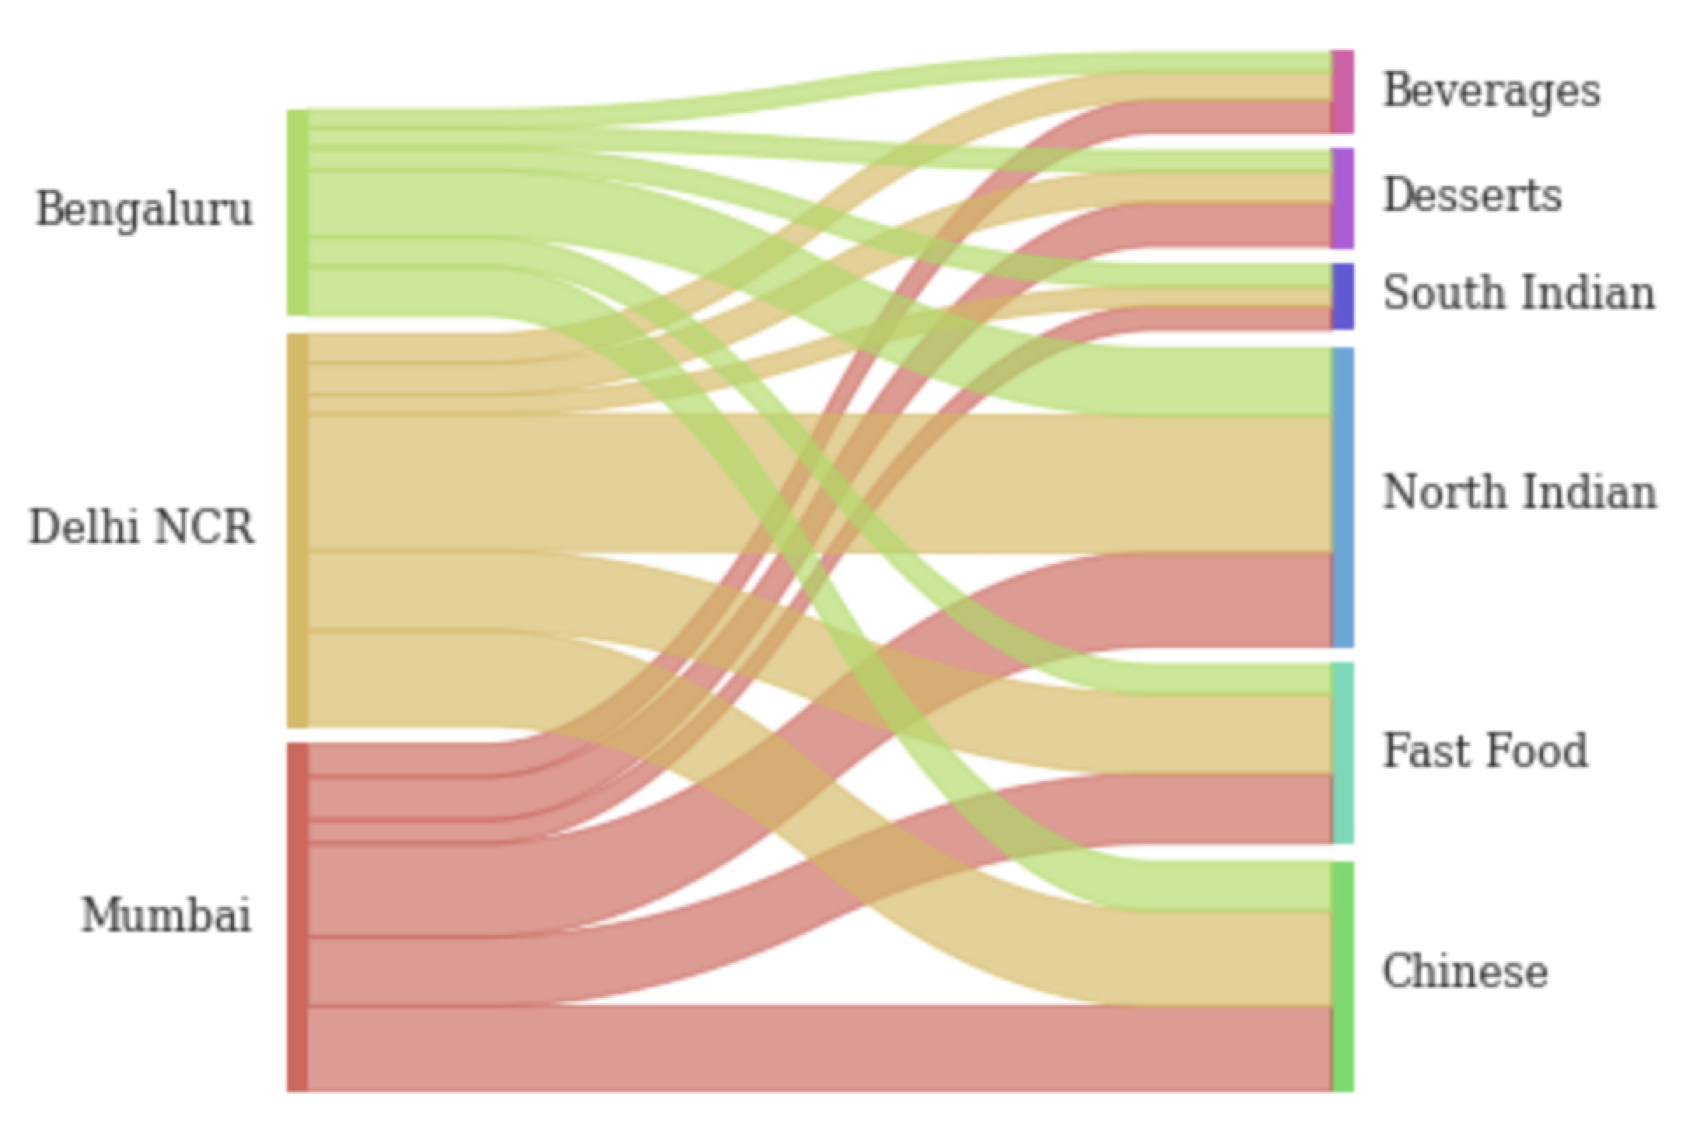 Bengaluru
Delhi NCR
Mumbai
Beverages
Desserts
South Indian
North Indian
Fast Food
Chinese